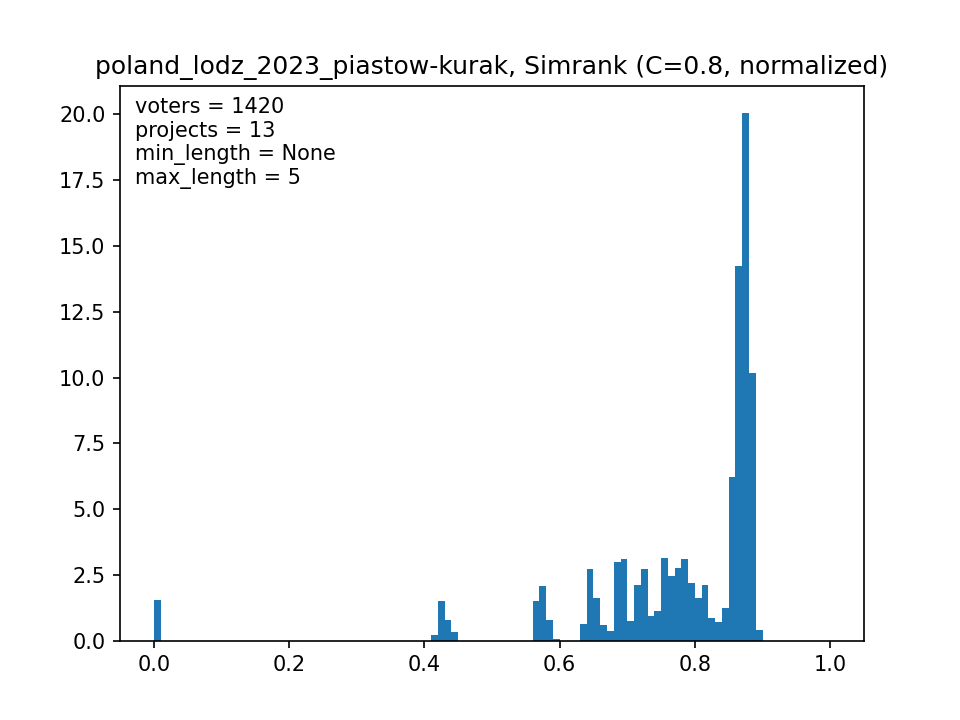 poland_lodz_2023_piastow-kurak, Simrank (C=0.8, normalized)
voters = 1420
projects = 13
min_length = None
max_length = 5
20.0
17.5
15.0
12.5
10.0
7.5
5.0
2.5
0.0
0.0 0.2 0.4 0.6 0.8 1.0